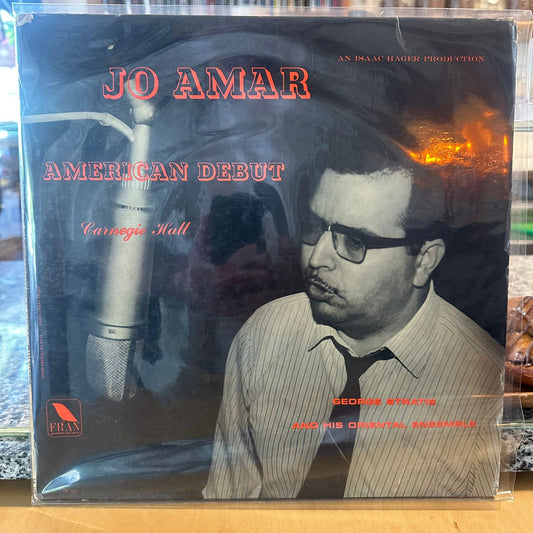 AN ISAAC HAGER PRODUCTION
JO AMAR
AMERICAN DEBUT
Carnegie Hall
GEORGE STRATIS
AND HIS ORIENTAL ENSEMBLE
FRAN